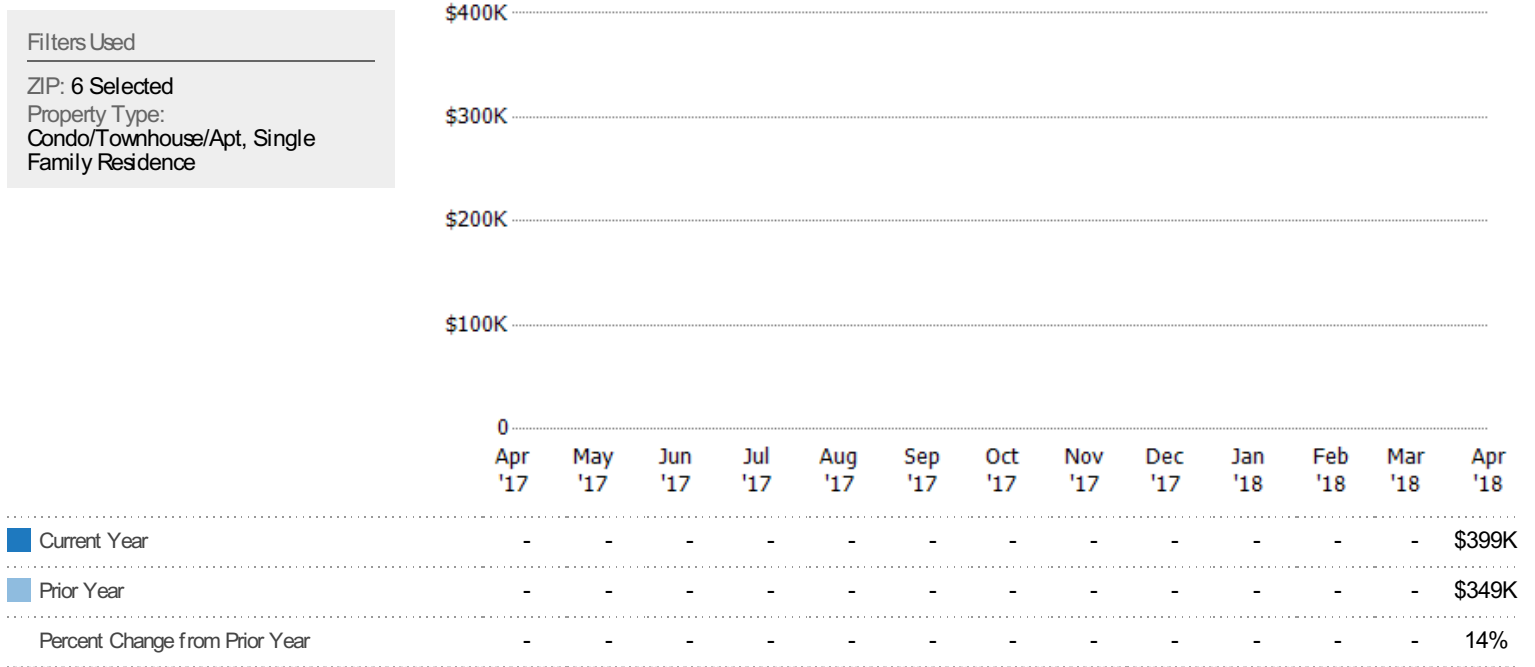 Filters Used
ZIP: 6 Selected
Property Type:
Condo/Townhouse/Apt, Single
Family Residence
$400K
$300K
$200K
$100K
0
Apr May Jun Jul Aug Sep Oct Nov Dec Jan Feb Mar Apr
'17 '17 '17 '17 '17 '17 '17 '17 '17 '18 '18 '18 '18
Current Year - - - - - - - - - - - - $399K
Prior Year - - - - - - - - - - - - $349K
Percent Change from Prior Year - - - - - - - - - - - - 14%